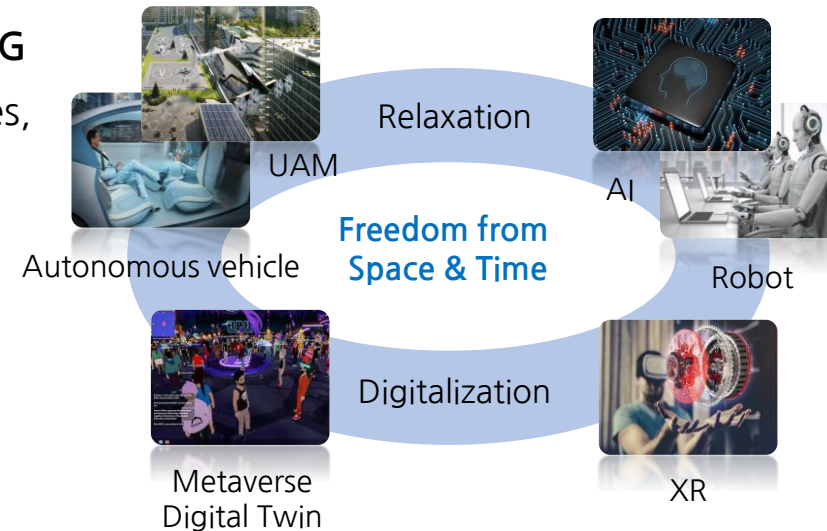 G
es,
Relaxation
UAM
AI
Freedom from
Space & Time
Autonomous vehicle
Robot
Digitalization
Metaverse
Digital Twin
XR